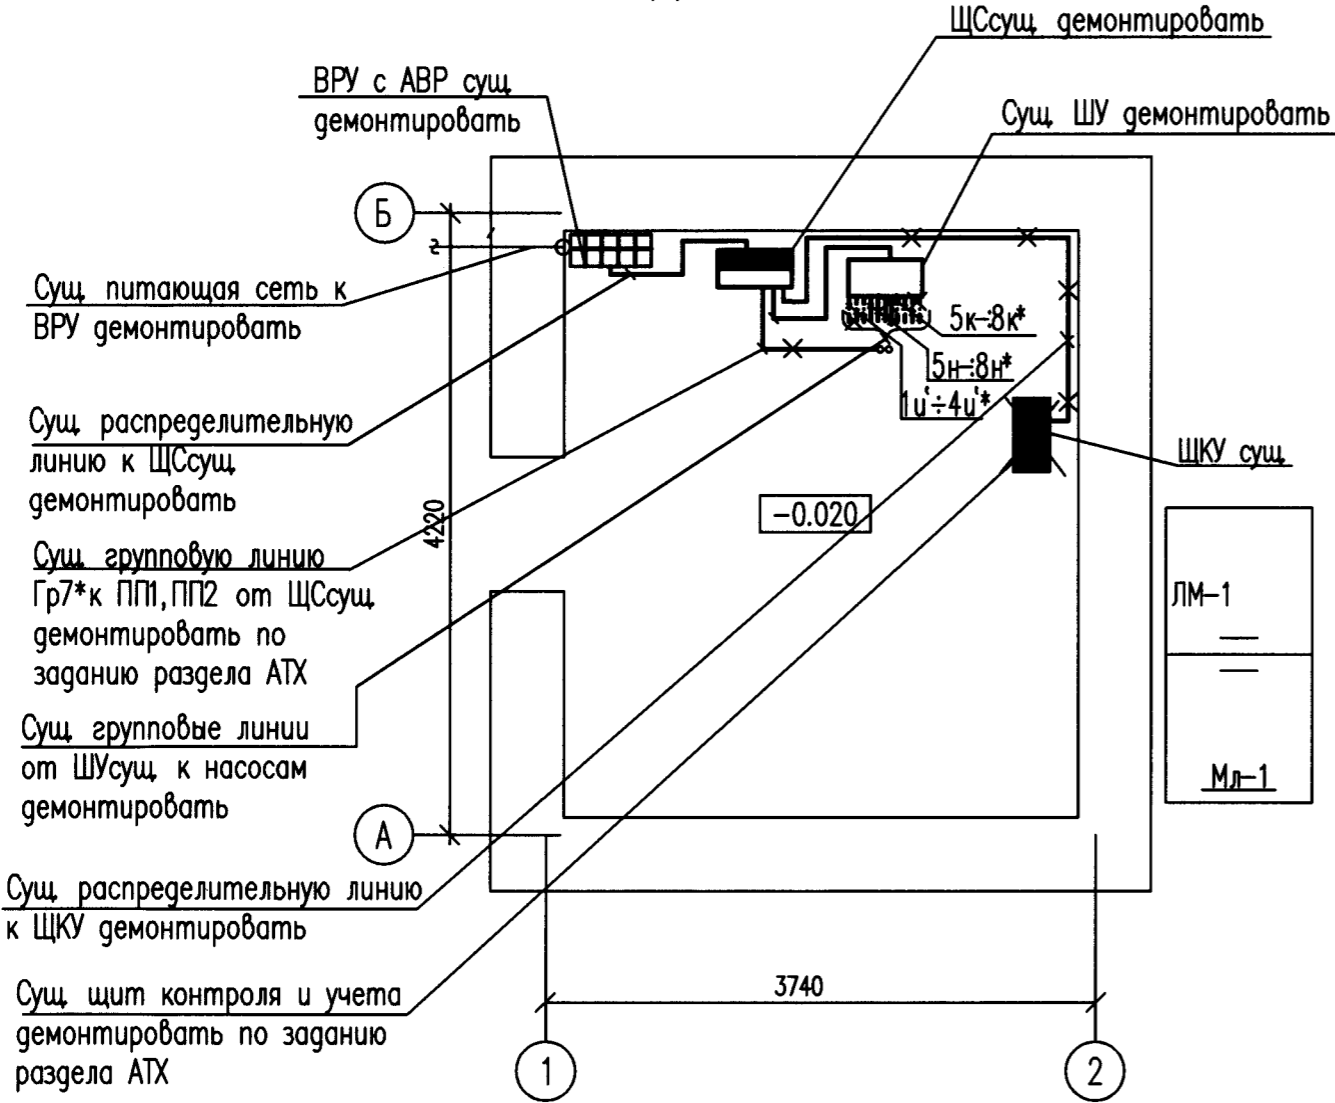 ЩСсущ. демонтировать
ВРУ с АВР сущ.
демонтировать
Сущ. ШУ демонтировать
Б
Сущ. питающая сеть к
ВРУ демонтировать
5к÷8к*
5н÷8н*
1и'÷4и'*
Сущ. распределительную
линию к ЩСсущ.
демонтировать
ЩКУ сущ.
4220
-0.020
Сущ. групповую линию
Гр7*к ПП1,ПП2 от ЩСсущ.
демонтировать по
заданию раздела АТХ
ЛМ-1
Сущ. групповые линии
от ШУсущ. к насосам
демонтировать
Мл-1
А
Сущ. распределительную линию
к ЩКУ демонтировать
Сущ. щит контроля и учета
демонтировать по заданию
раздела АТХ
3740
1
2